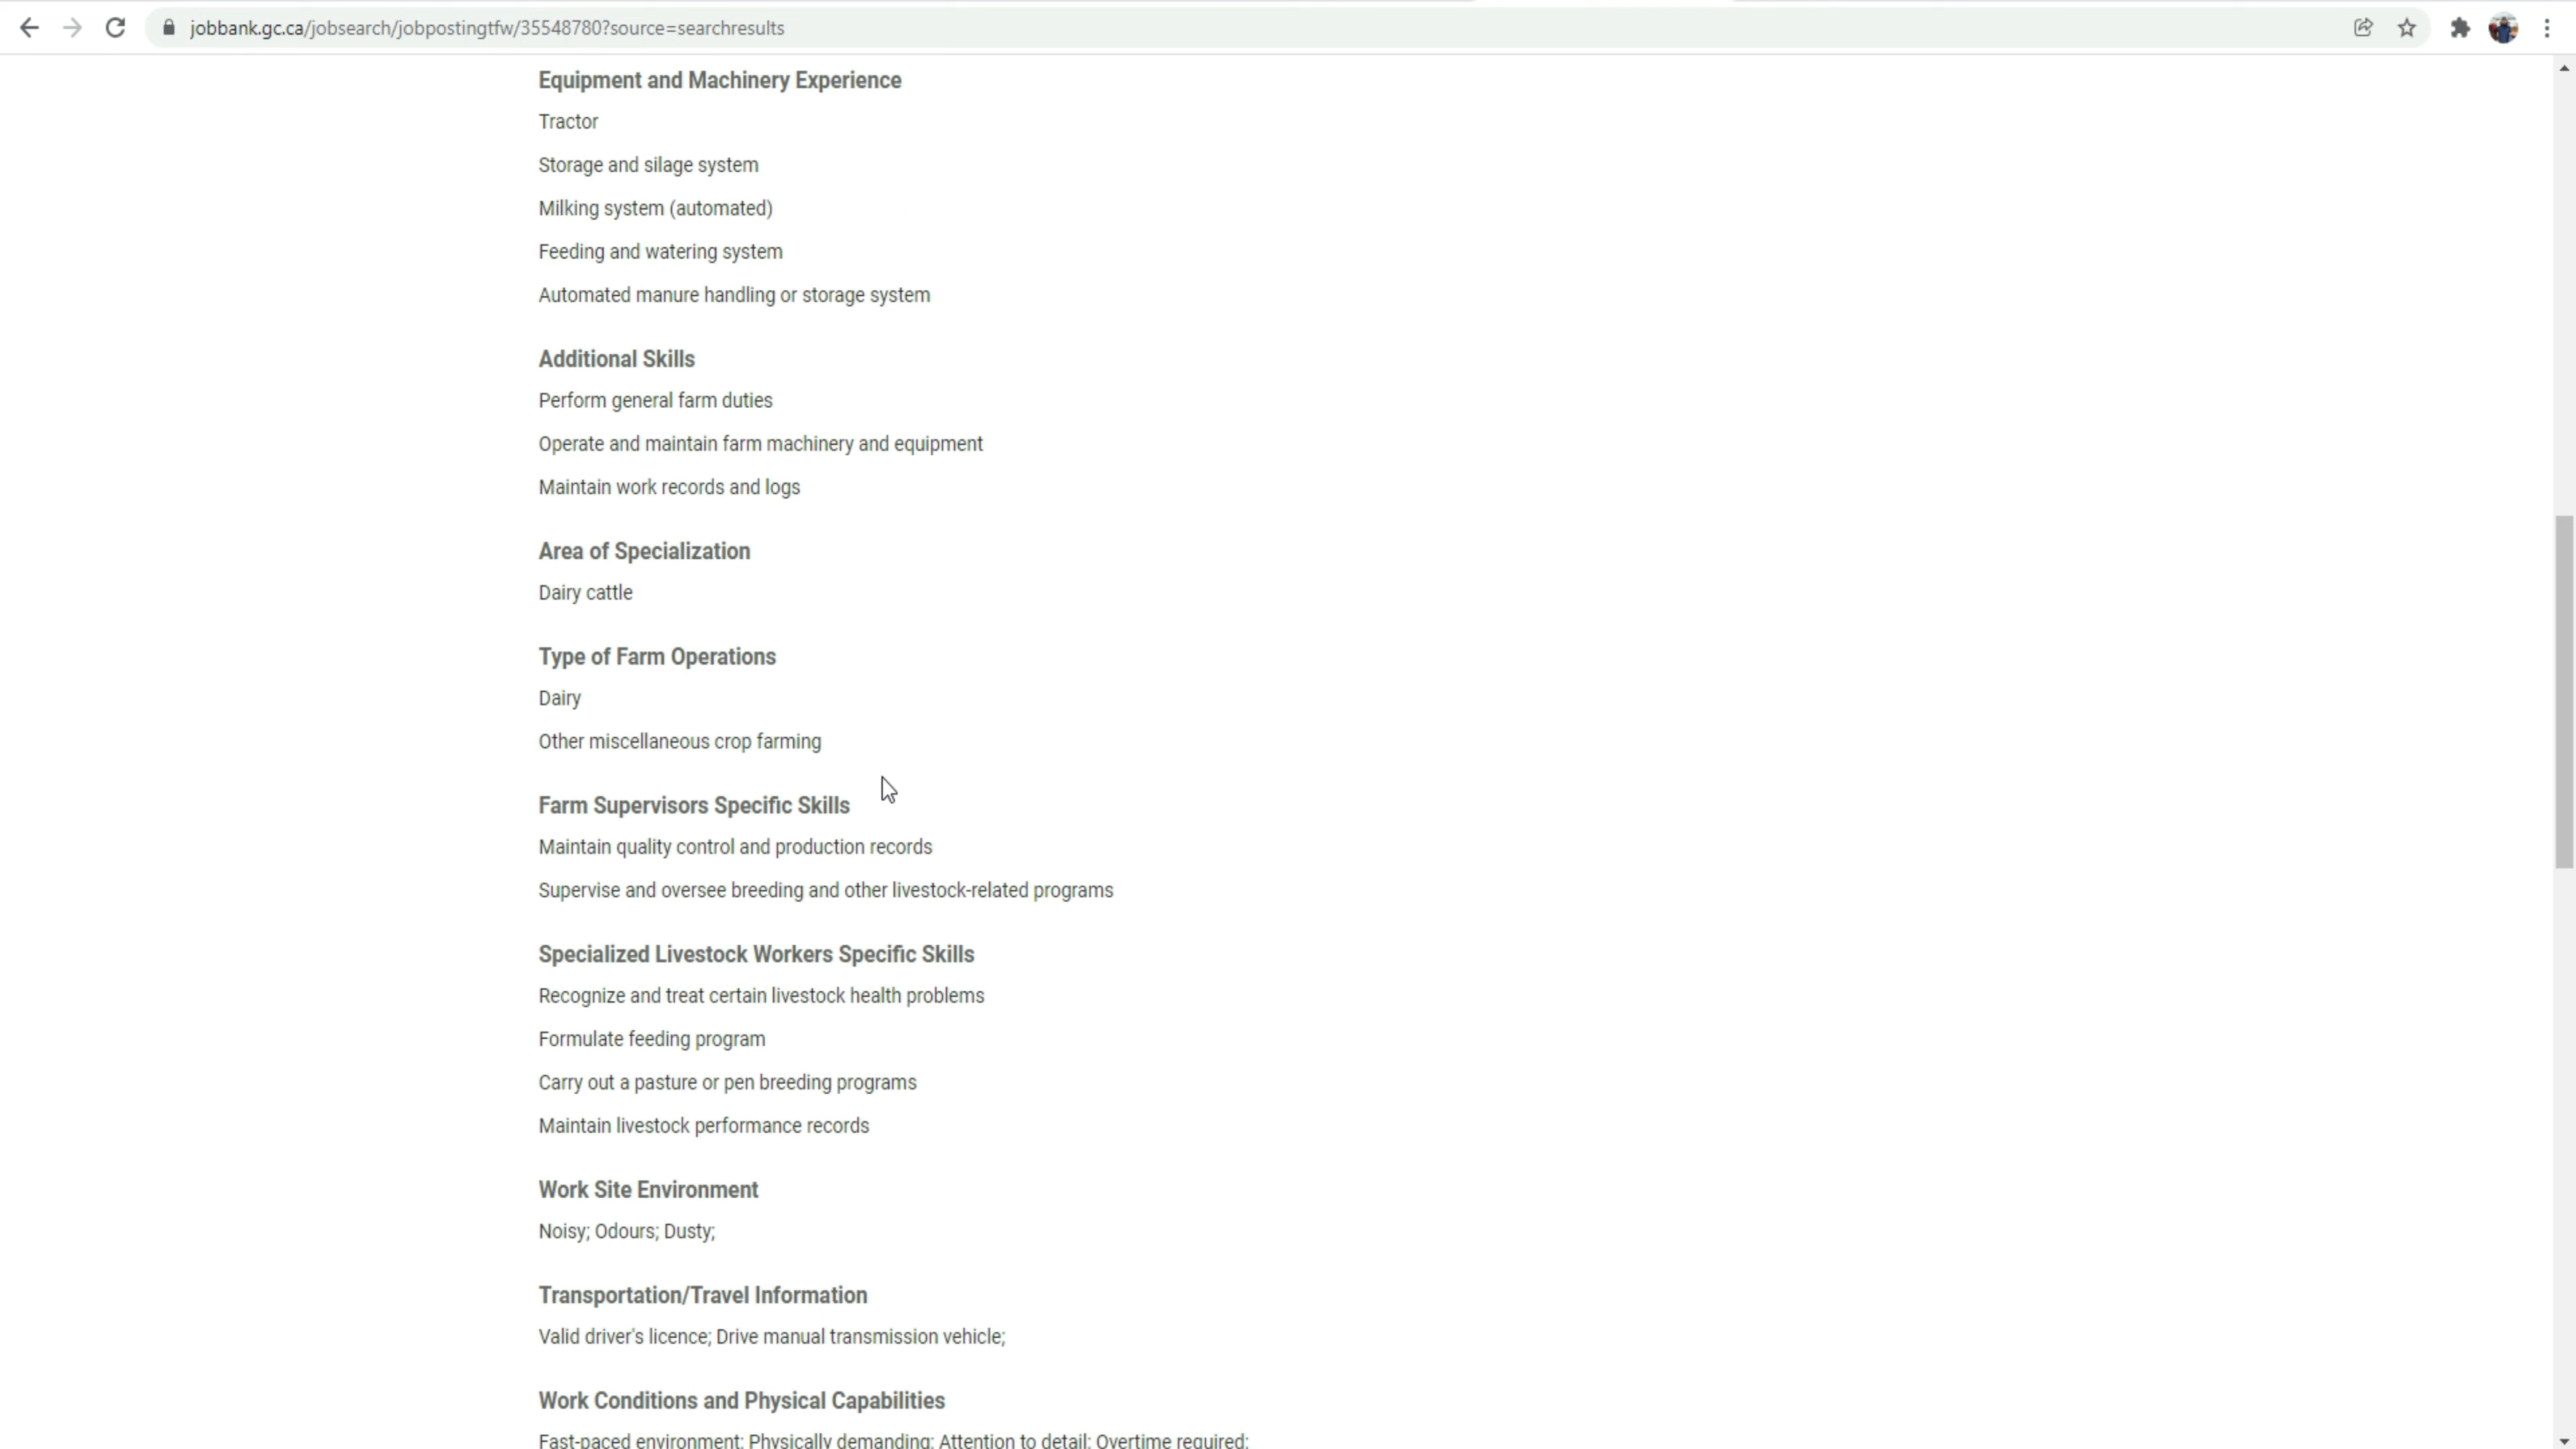 jobbank.gc.ca/jobsearch/jobpostingtfw/35548780?source=searchresults
Equipment and Machinery Experience
Tractor
Storage and silage system
Milking system (automated)
Feeding and watering system
Automated manure handling or storage system
Additional Skills
Perform general farm duties
Operate and maintain farm machinery and equipment
Maintain work records and logs
Area of Specialization
Dairy cattle
Type of Farm Operations
Dairy
Other miscellaneous crop farming
Farm Supervisors Specific Skills
Maintain quality control and production records
Supervise and oversee breeding and other livestock-related programs
Specialized Livestock Workers Specific Skills
Recognize and treat certain livestock health problems
Formulate feeding program
Carry out a pasture or pen breeding programs
Maintain livestock performance records
Work Site Environment
Noisy; Odours; Dusty;
Transportation/Travel Information
Valid driver's licence; Drive manual transmission vehicle;
Work Conditions and Physical Capabilities
Fast-paced environment; Physically demanding; Attention to detail; Overtime required;